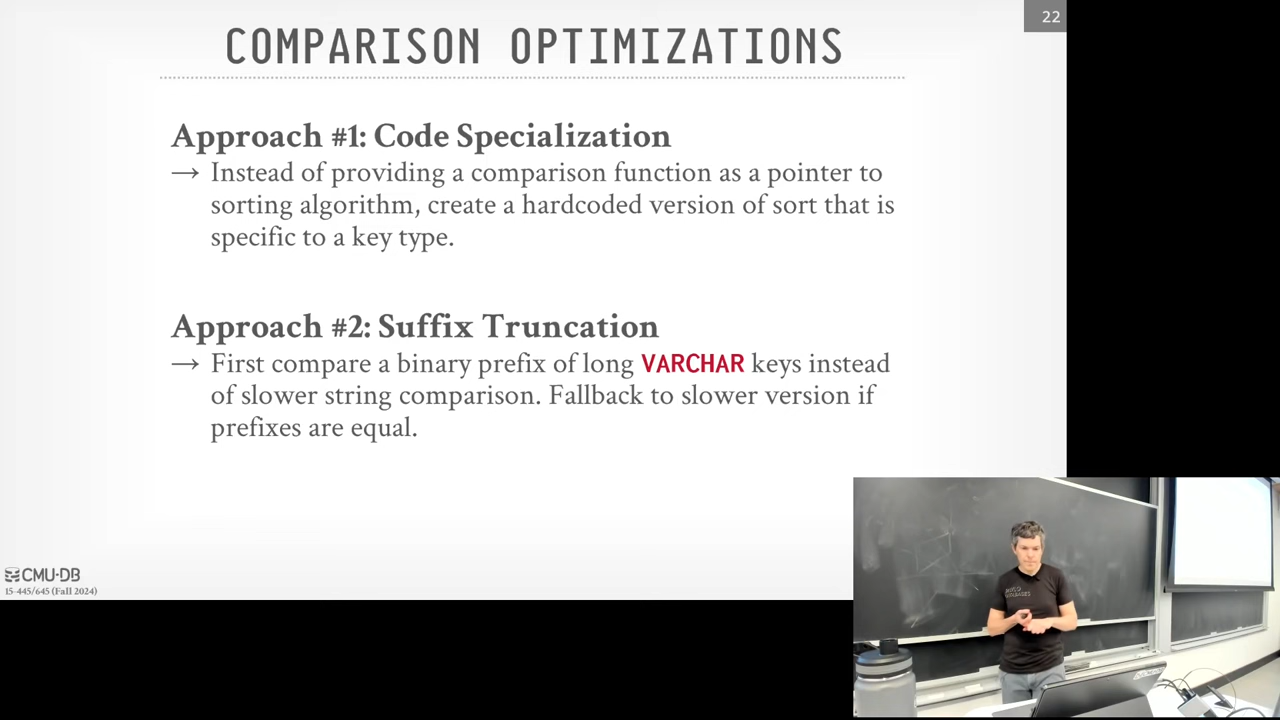 22
COMPARISON OPTIMIZATIONS
Approach #1: Code Specialization
→ Instead of providing a comparison function as a pointer to
sorting algorithm, create a hardcoded version of sort that is
specific to a key type.
Approach #2: Suffix Truncation
→ First compare a binary prefix of long VARCHAR keys instead
of slower string comparison. Fallback to slower version if
prefixes are equal.
CMU·DB
15-445/645 (Fall 2024)